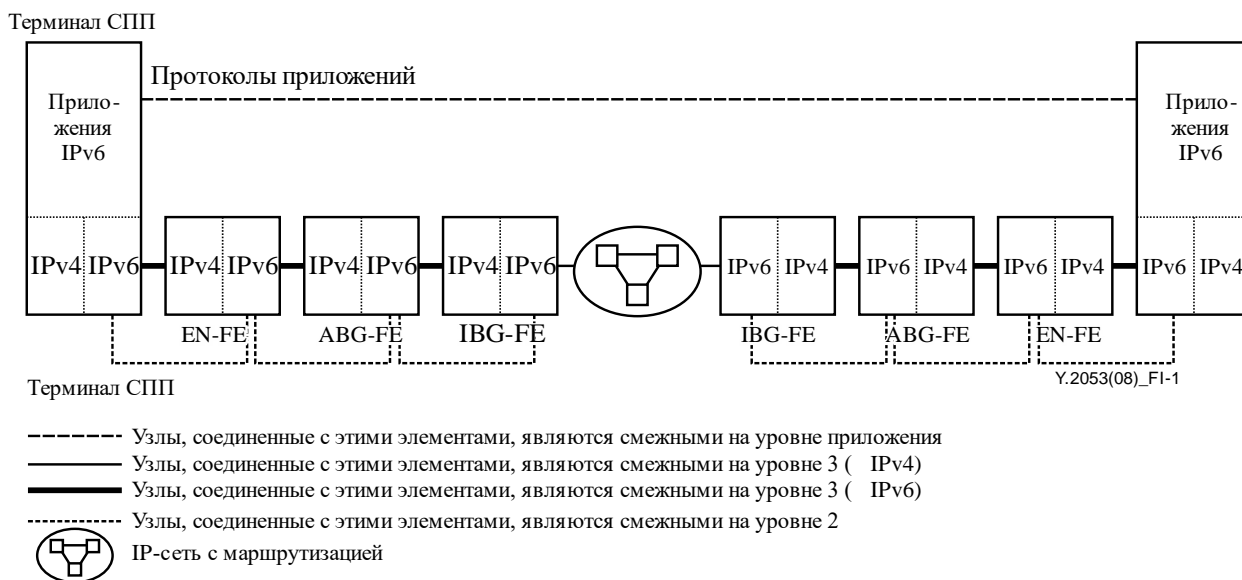 Терминал СПП
Протоколы приложений
Прило-
жения
IPv6
Прило-
жения
IPv6
IPv4 IPv6 IPv4 IPv6 IPv4 IPv6 IPv4 IPv6 IPv6 IPv4 IPv6 IPv4 IPv6 IPv4 IPv6 IPv4
EN-FE ABG-FE IBG-FE IBG-FE ABG-FE EN-FE
Y.2053(08)_FI-1
Терминал СПП
Узлы, соединенные с этими элементами, являются смежными на уровне приложения
Узлы, соединенные с этими элементами, являются смежными на уровне 3 ( IPv4)
Узлы, соединенные с этими элементами, являются смежными на уровне 3 ( IPv6)
Узлы, соединенные с этими элементами, являются смежными на уровне 2
IP-сеть с маршрутизацией